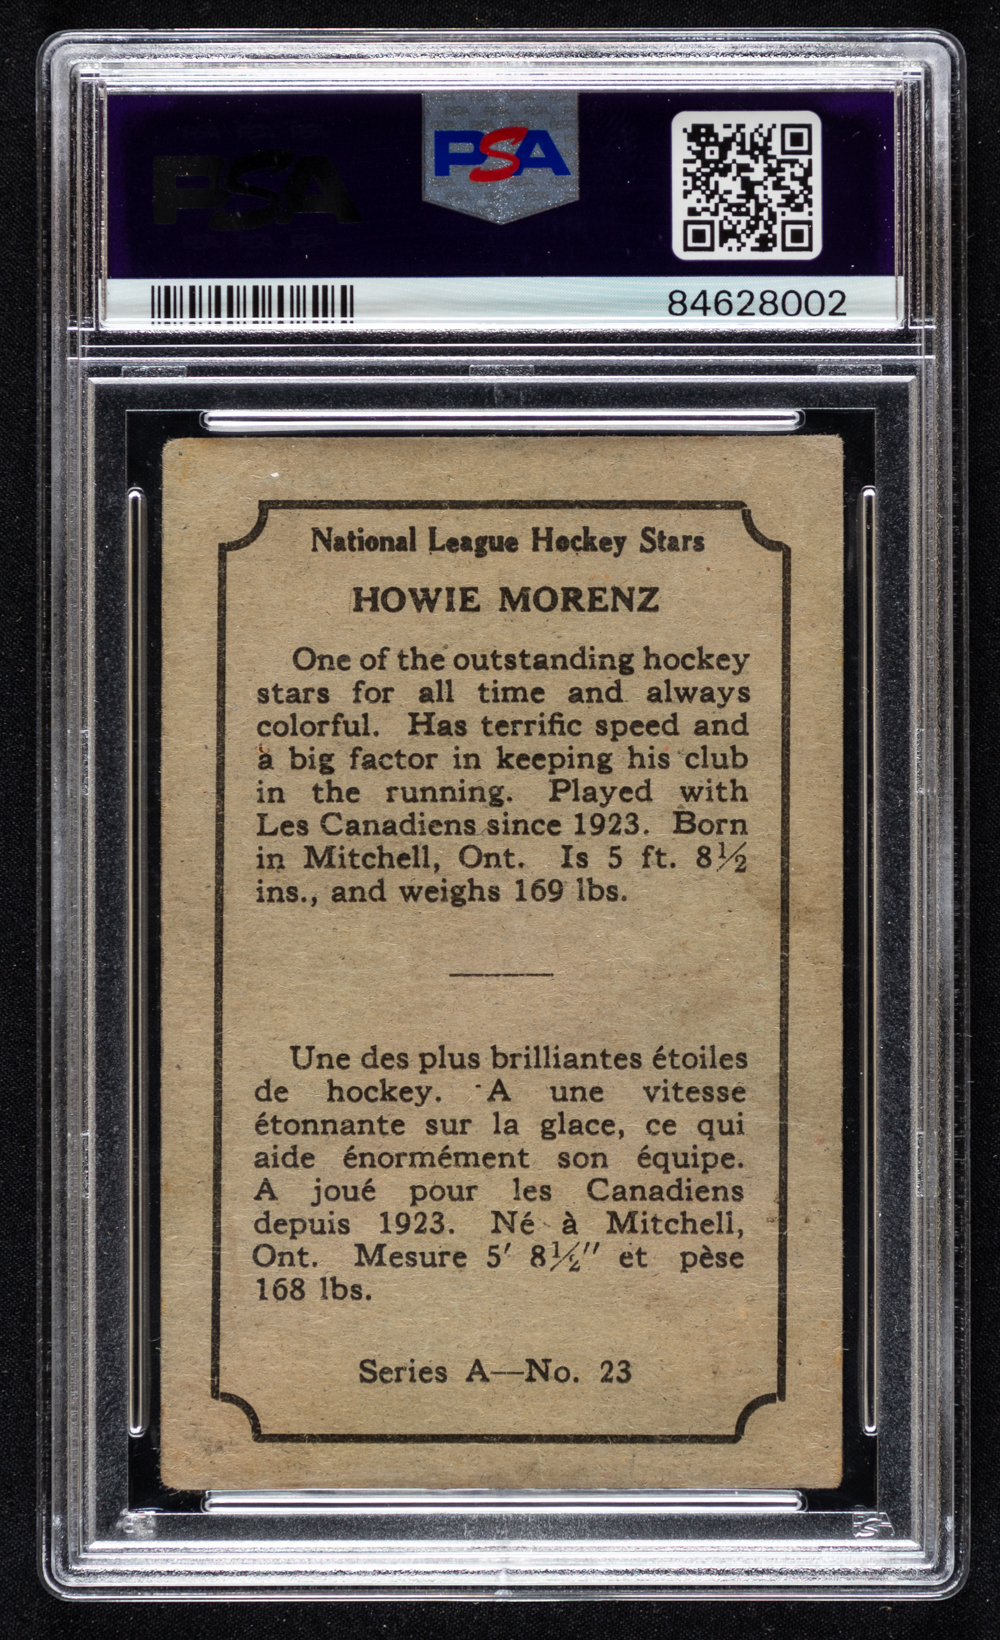 PSA
PSA
84628002
National League Hockey Stars
HOWIE MORENZ
One of the outstanding hockey
stars for all time and always
colorful. Has terrific speed and
a big factor in keeping his club
in the running. Played with
Les Canadiens since 1923. Born
in Mitchell, Ont. Is 5 ft. 8½
ins., and weighs 169 lbs.
Une des plus brilliantes étoiles
de hockey. A une vitesse
étonnante sur la glace, ce qui
aide énormément son équipe.
A joué pour les Canadiens
depuis 1923. Né à Mitchell,
Ont. Mesure 5′ 8½″ et pèse
168 lbs.
Series A—No. 23
PSA